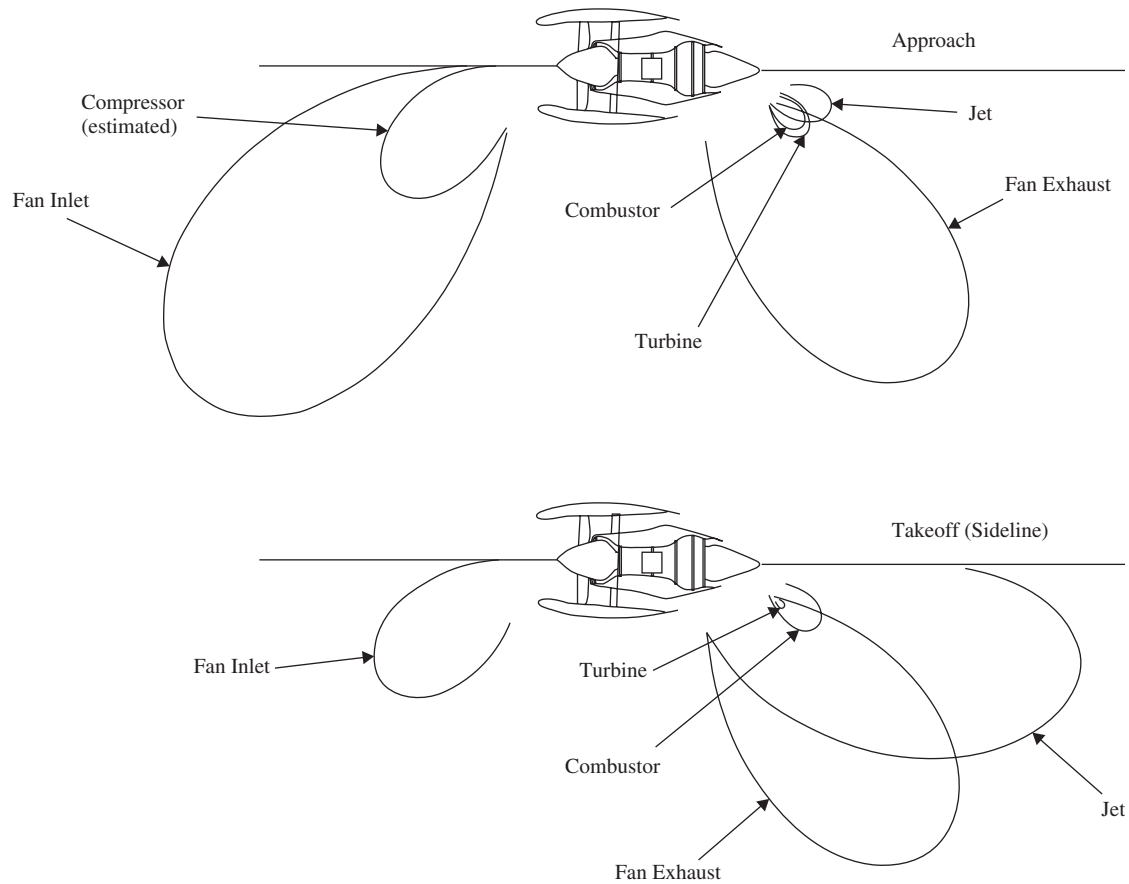 Approach
Compressor
(estimated)
Jet
Fan Inlet
Fan Exhaust
Combustor
Turbine
Takeoff (Sideline)
Fan Inlet
Turbine
Combustor
Jet
Fan Exhaust